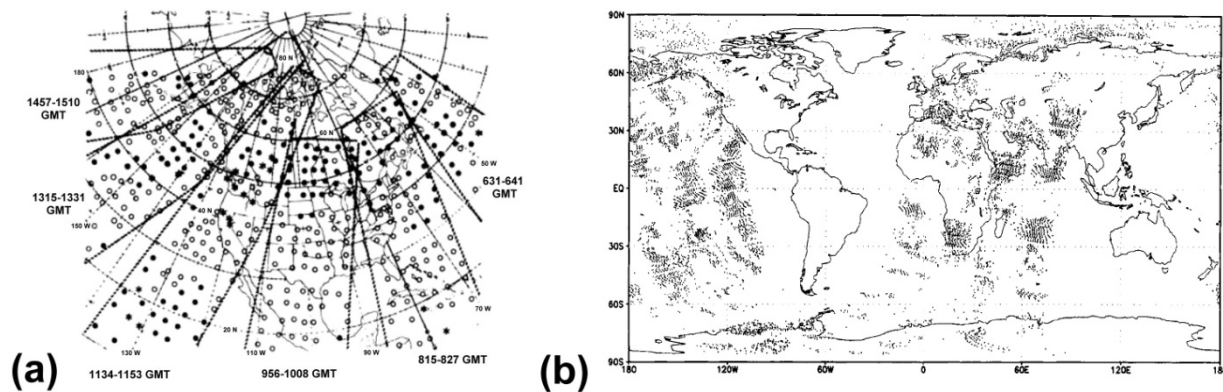 180
80 N
1457-1510
GMT
60 N
50 W
631-641
GMT
1315-1331
GMT
150 W
40 N
70 W
20 N
130 W
110 W
90 W
815-827 GMT
(a)
1134-1153 GMT
956-1008 GMT
90N
60N
30N
EQ
30S
60S
90S
180
120W
60W
0
60E
120E
18
(b)